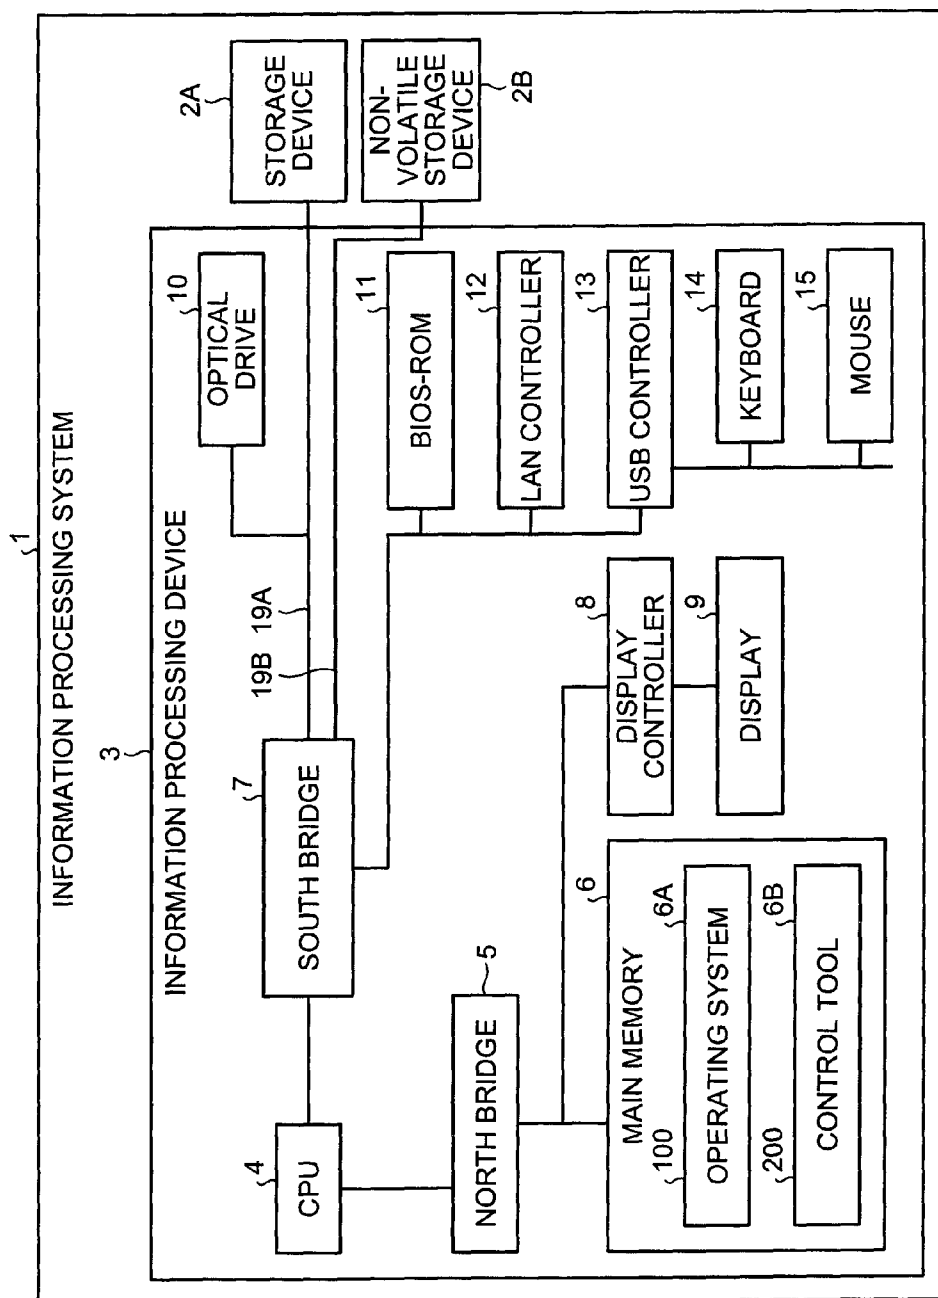 1
INFORMATION PROCESSING SYSTEM
3
INFORMATION PROCESSING DEVICE
4
CPU
7
SOUTH BRIDGE
19A
19B
10
OPTICAL
DRIVE
2A
STORAGE
DEVICE
NON-
VOLATILE
STORAGE
DEVICE
2B
5
NORTH BRIDGE
11
BIOS-ROM
12
LAN CONTROLLER
13
USB CONTROLLER
14
KEYBOARD
15
MOUSE
6
MAIN MEMORY
100
6A
OPERATING SYSTEM
200
6B
CONTROL TOOL
8
DISPLAY
CONTROLLER
9
DISPLAY